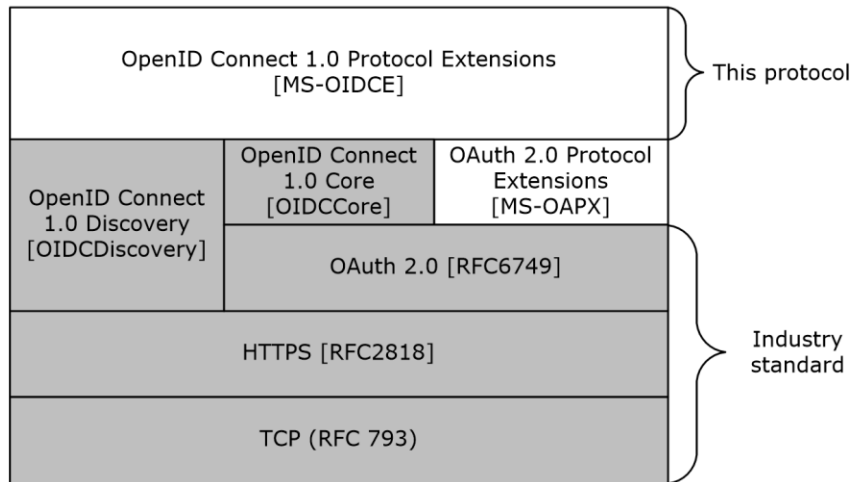 OpenID Connect 1.0 Protocol Extensions
[MS-OIDCE]
This protocol
OpenID Connect
1.0 Discovery
[OIDCDiscovery]
OpenID Connect
1.0 Core
[OIDCCore]
OAuth 2.0 Protocol
Extensions
[MS-OAPX]
OAuth 2.0 [RFC6749]
HTTPS [RFC2818]
Industry
standard
TCP (RFC 793)